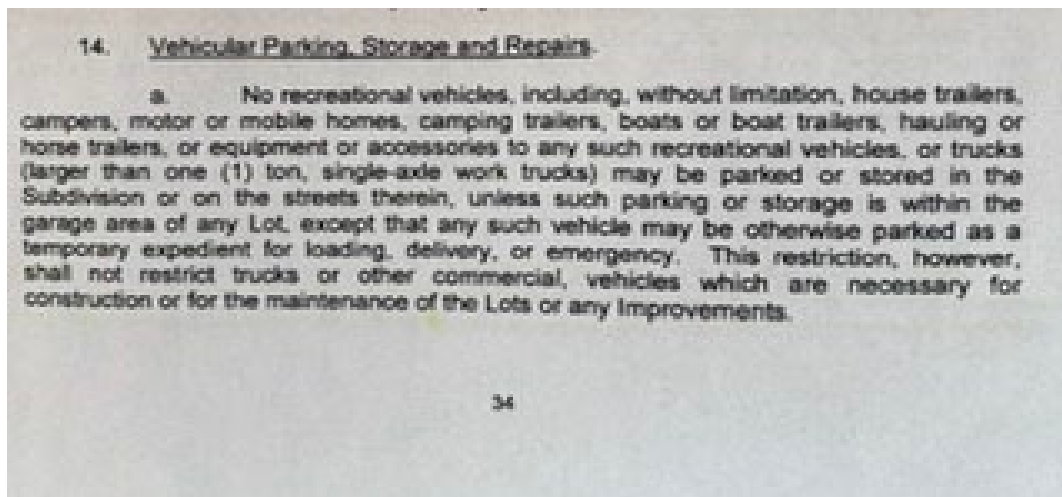 14. Vehicular Parking, Storage and Repairs.
a. No recreational vehicles, including, without limitation, house trailers,
campers, motor or mobile homes, camping trailers, boats or boat trailers, hauling or
horse trailers, or equipment or accessories to any such recreational vehicles, or trucks
(larger than one (1) ton, single-axle work trucks) may be parked or stored in the
Subdivision or on the streets therein, unless such parking or storage is within the
garage area of any Lot, except that any such vehicle may be otherwise parked as a
temporary expedient for loading, delivery, or emergency. This restriction, however,
shall not restrict trucks or other commercial, vehicles which are necessary for
construction or for the maintenance of the Lots or any Improvements.
34